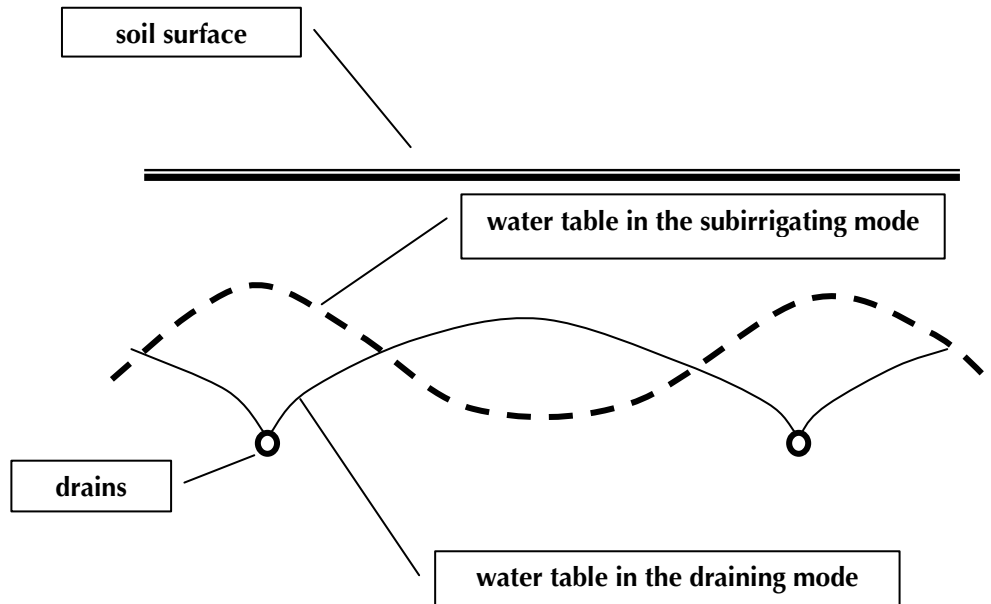 soil surface
water table in the subirrigating mode
drains
water table in the draining mode